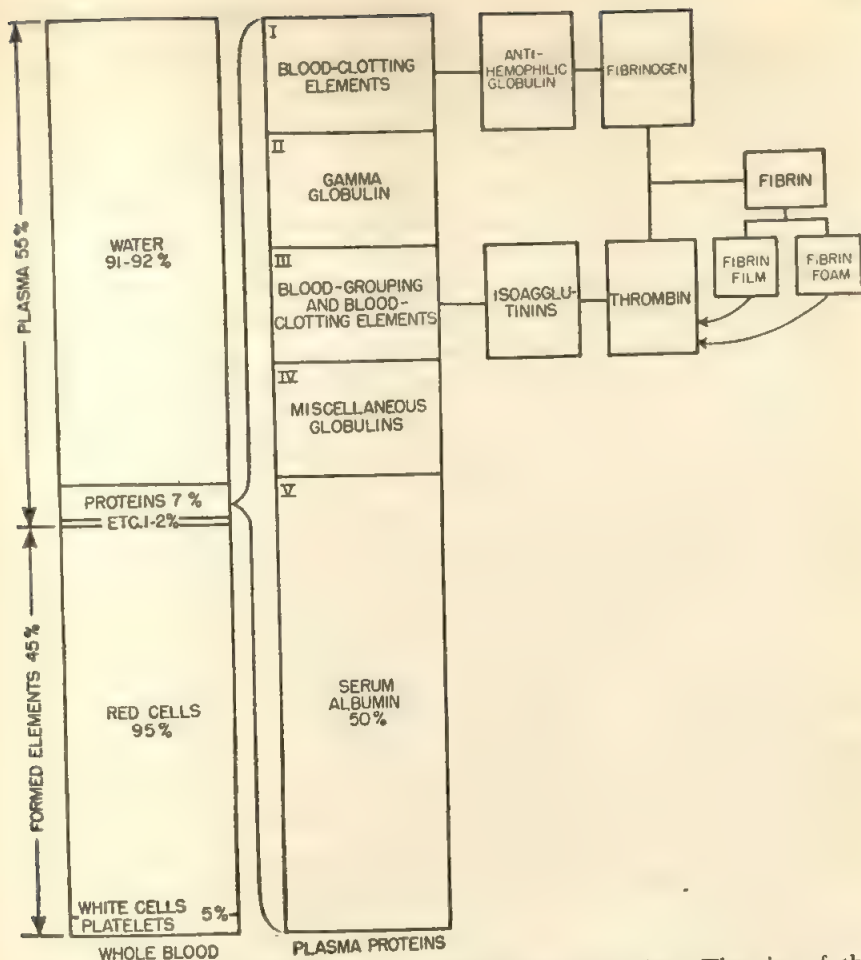 PLASMA 55%
FORMED ELEMENTS 45%
WATER
91-92 %
PROTEINS 7 %
ETC. 1-2%
RED CELLS
95%
WHITE CELLS 5%
PLATELETS
WHOLE BLOOD
I
BLOOD-CLOTTING
ELEMENTS
II
GAMMA
GLOBULIN
III
BLOOD-GROUPING
AND BLOOD-
CLOTTING ELEMENTS
IV
MISCELLANEOUS
GLOBULINS
V
SERUM
ALBUMIN
50%
PLASMA PROTEINS
ANTI-
HEMOPHILIC
GLOBULIN
FIBRINOGEN
FIBRIN
FIBRIN
FILM
FIBRIN
FOAM
ISOAGGLU-
TININS
THROMBIN